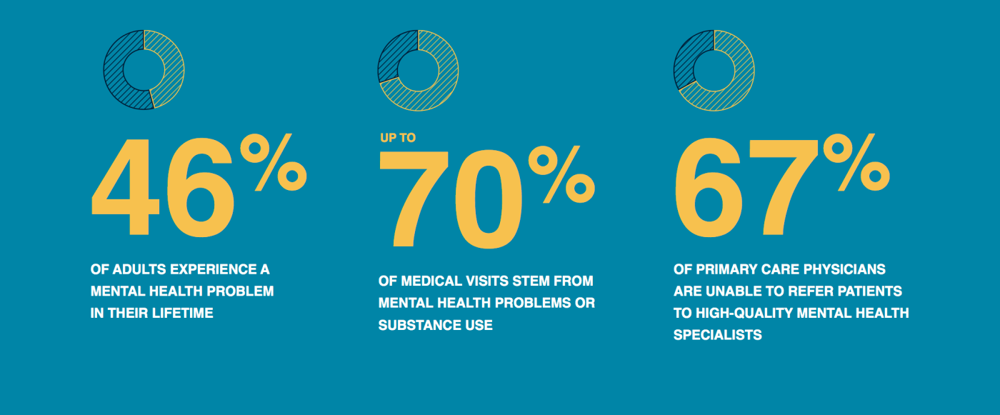 46%
OF ADULTS EXPERIENCE A
MENTAL HEALTH PROBLEM
IN THEIR LIFETIME
UP TO
70%
OF MEDICAL VISITS STEM FROM
MENTAL HEALTH PROBLEMS OR
SUBSTANCE USE
67%
OF PRIMARY CARE PHYSICIANS
ARE UNABLE TO REFER PATIENTS
TO HIGH-QUALITY MENTAL HEALTH
SPECIALISTS